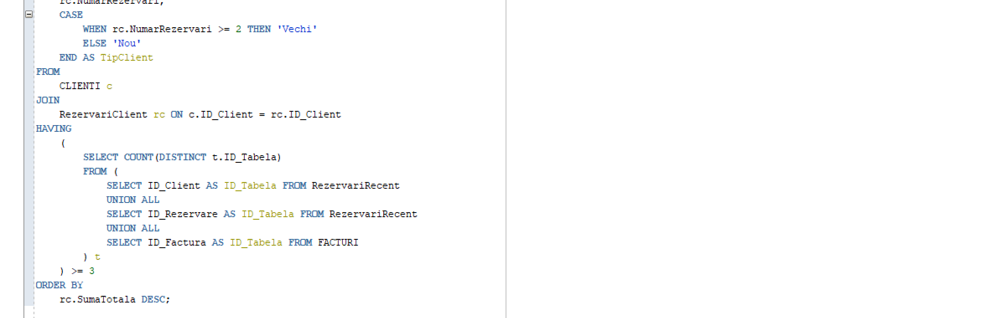 rc.NumarRezervari,
CASE
WHEN rc.NumarRezervari >= 2 THEN 'Vechi'
ELSE 'Nou'
END AS TipClient
FROM
CLIENTI c
JOIN
RezervariClient rc ON c.ID_Client = rc.ID_Client
HAVING
(
SELECT COUNT(DISTINCT t.ID_Tabela)
FROM (
SELECT ID_Client AS ID_Tabela FROM RezervariRecent
UNION ALL
SELECT ID_Rezervare AS ID_Tabela FROM RezervariRecent
UNION ALL
SELECT ID_Factura AS ID_Tabela FROM FACTURI
) t
) >= 3
ORDER BY
rc.SumaTotala DESC;